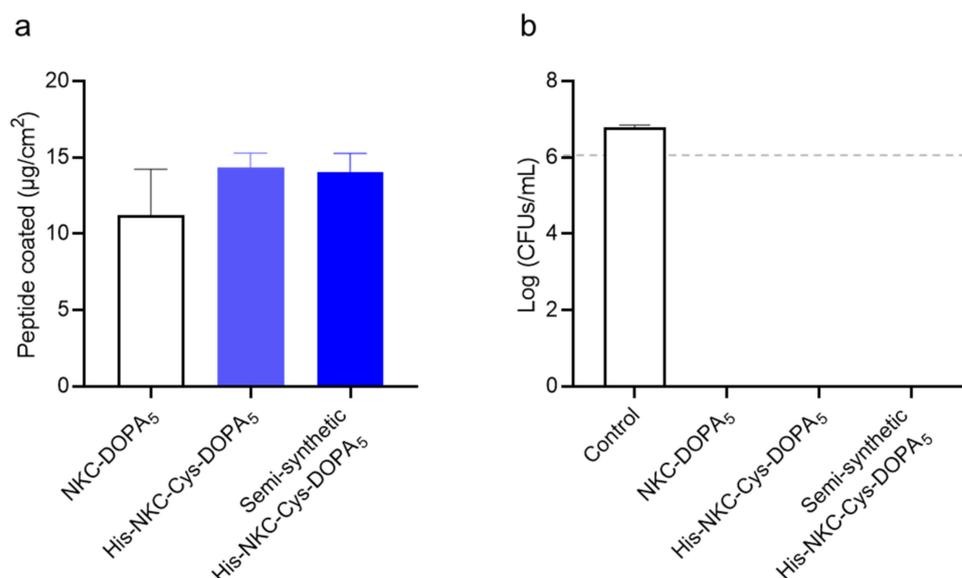 a
Peptide coated (µg/cm²)
20
15
10
5
0
NKC-DOPA₅
His-NKC-Cys-DOPA₅
Semi-synthetic
His-NKC-Cys-DOPA₅
b
Log (CFUs/mL)
8
6
4
2
0
Control
NKC-DOPA₅
His-NKC-Cys-DOPA₅
Semi-synthetic
His-NKC-Cys-DOPA₅